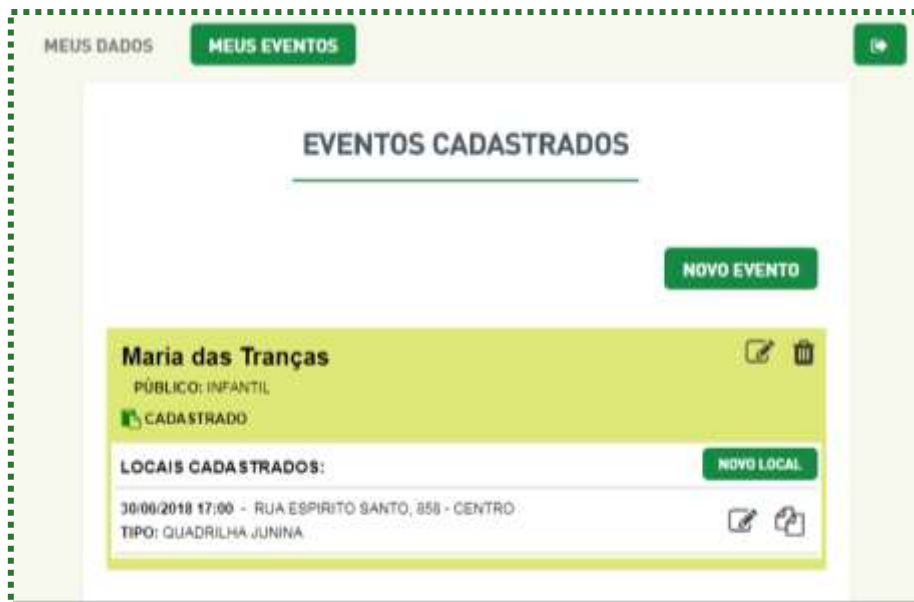 MEUS DADOS MEUS EVENTOS
EVENTOS CADASTRADOS
NOVO EVENTO
Maria das Tranças
PÚBLICO: INFANTIL
CADASTRADO
LOCAIS CADASTRADOS: NOVO LOCAL
30/06/2018 17:00 - RUA ESPIRITO SANTO, 858 - CENTRO
TIPO: QUADRILHA JUNINA